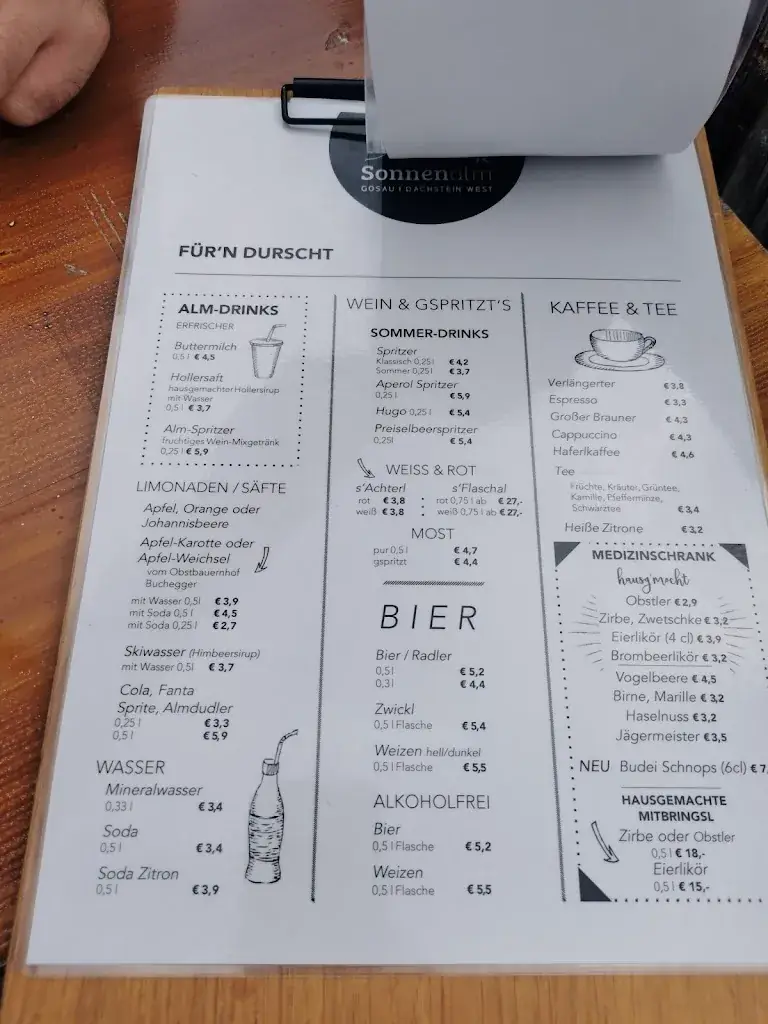 Sonnenalm
GOSAU I DACHSTEIN WEST
FÜR'N DURSCHT
ALM-DRINKS
ERFRISCHER
Buttermilch
0,5 l € 4,5
Hollersaft
hausgemachter Hollersirup
mit Wasser
0,5 l € 3,7
Alm-Spritzer
fruchtiges Wein-Mixgetränk
0,25 l € 5,9
LIMONADEN / SÄFTE
Apfel, Orange oder
Johannisbeere
Apfel-Karotte oder
Apfel-Weichsel
vom Obstbauernhof
Buchegger
mit Wasser 0,5l € 3,9
mit Soda 0,5 l € 4,5
mit Soda 0,25 l € 2,7
Skiwasser (Himbeersirup)
mit Wasser 0,5l € 3,7
Cola, Fanta
Sprite, Almdudler
0,25 l € 3,3
0,5 l € 5,9
WASSER
Mineralwasser
0,33 l € 3,4
Soda
0,5 l € 3,4
Soda Zitron
0,5 l € 3,9
WEIN & GSPRITZT'S
SOMMER-DRINKS
Spritzer
Klassisch 0,25 l € 4,2
Sommer 0,25 l € 3,7
Aperol Spritzer
0,25 l € 5,9
Hugo 0,25 l € 5,4
Preiselbeerspritzer
0,25l € 5,4
WEISS & ROT
s'Achterl s'Flaschal
rot € 3,8 rot 0,75 l ab € 27,-
weiß € 3,8 weiß 0,75 l ab € 27,-
MOST
pur 0,5 l € 4,7
gspritzt € 4,4
BIER
Bier / Radler
0,5 l € 5,2
0,3 l € 4,4
Zwickl
0,5 l Flasche € 5,4
Weizen hell/dunkel
0,5 l Flasche € 5,5
ALKOHOLFREI
Bier
0,5 l Flasche € 5,2
Weizen
0,5 l Flasche € 5,5
KAFFEE & TEE
Verlängerter € 3,8
Espresso € 3,3
Großer Brauner € 4,3
Cappuccino € 4,3
Haferlkaffee € 4,6
Tee
Früchte, Kräuter, Grüntee,
Kamille, Pfefferminze,
Schwarztee € 3,4
Heiße Zitrone € 3,2
MEDIZINSCHRANK
hausg'mocht
Obstler € 2,9
Zirbe, Zwetschke € 3,2
Eierlikör (4 cl) € 3,9
Brombeerlikör € 3,2
Vogelbeere € 4,5
Birne, Marille € 3,2
Haselnuss € 3,2
Jägermeister € 3,5
NEU Budei Schnops (6cl) € 7,
HAUSGEMACHTE
MITBRINGSL
Zirbe oder Obstler
0,5 l € 18,-
Eierlikör
0,5 l € 15,-